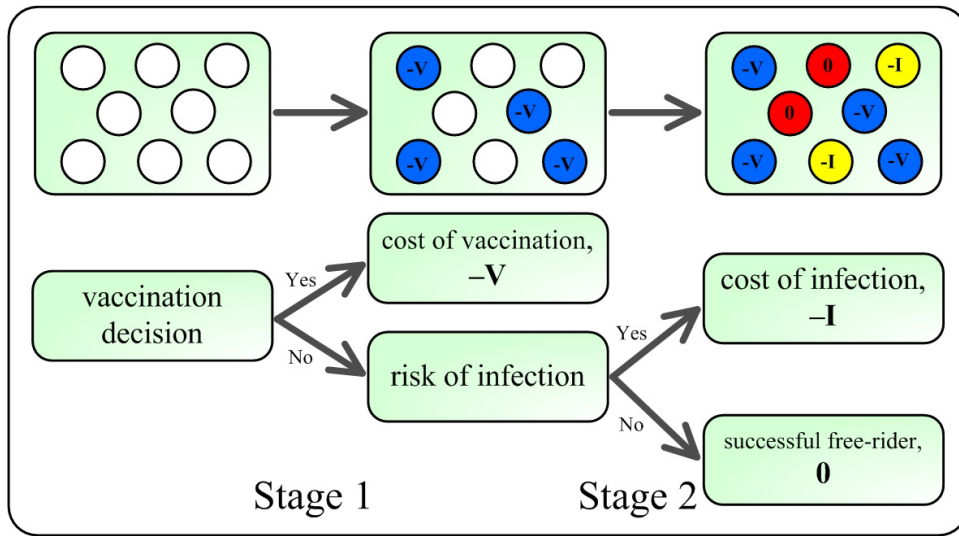 -V
-V
-V
-V
-V
0
-I
0
-V
-V
-I
-V
cost of vaccination,
–V
Yes
vaccination
decision
No
risk of infection
Yes
cost of infection,
–I
No
successful free-rider,
0
Stage 1
Stage 2